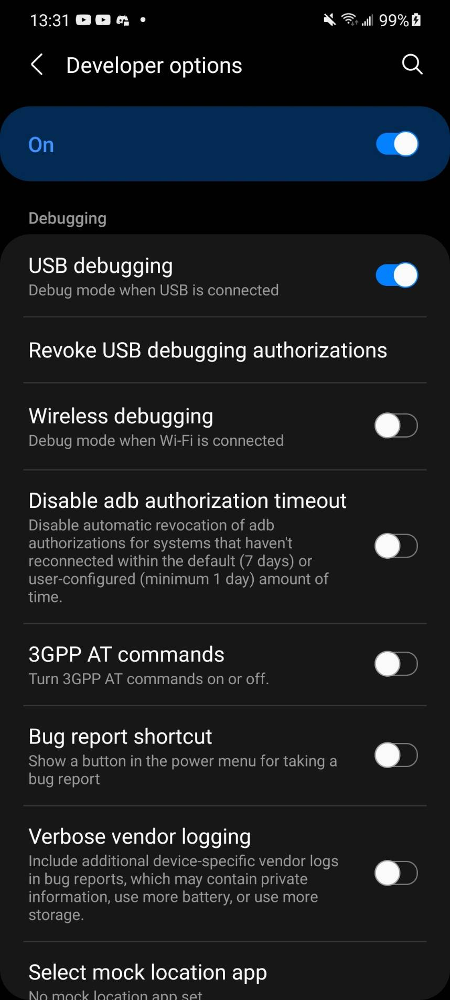 13:31
99%
Developer options
On
Debugging
USB debugging
Debug mode when USB is connected
Revoke USB debugging authorizations
Wireless debugging
Debug mode when Wi-Fi is connected
Disable adb authorization timeout
Disable automatic revocation of adb
authorizations for systems that haven't
reconnected within the default (7 days) or
user-configured (minimum 1 day) amount of
time.
3GPP AT commands
Turn 3GPP AT commands on or off.
Bug report shortcut
Show a button in the power menu for taking a
bug report
Verbose vendor logging
Include additional device-specific vendor logs
in bug reports, which may contain private
information, use more battery, or use more
storage.
Select mock location app
No mock location app set